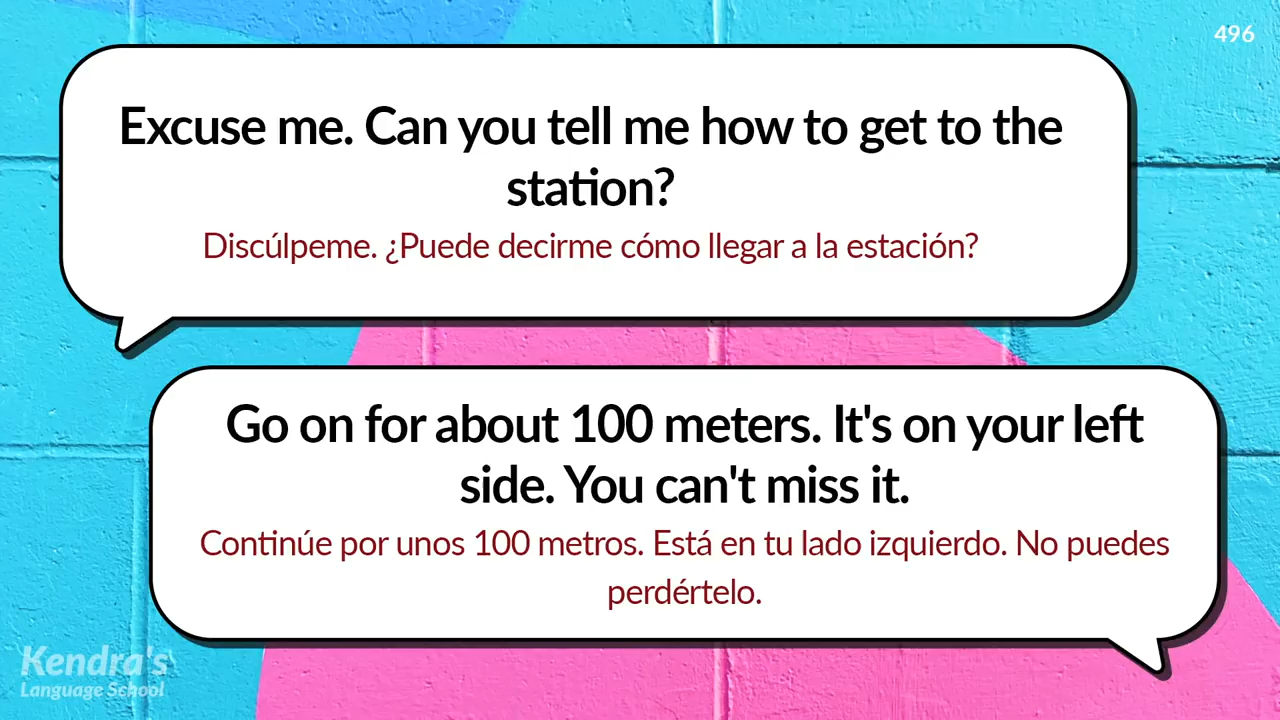 496
Excuse me. Can you tell me how to get to the
station?
Discúlpeme. ¿Puede decirme cómo llegar a la estación?
Go on for about 100 meters. It's on your left
side. You can't miss it.
Continúe por unos 100 metros. Está en tu lado izquierdo. No puedes
perdértelo.
Kendra's
Language School